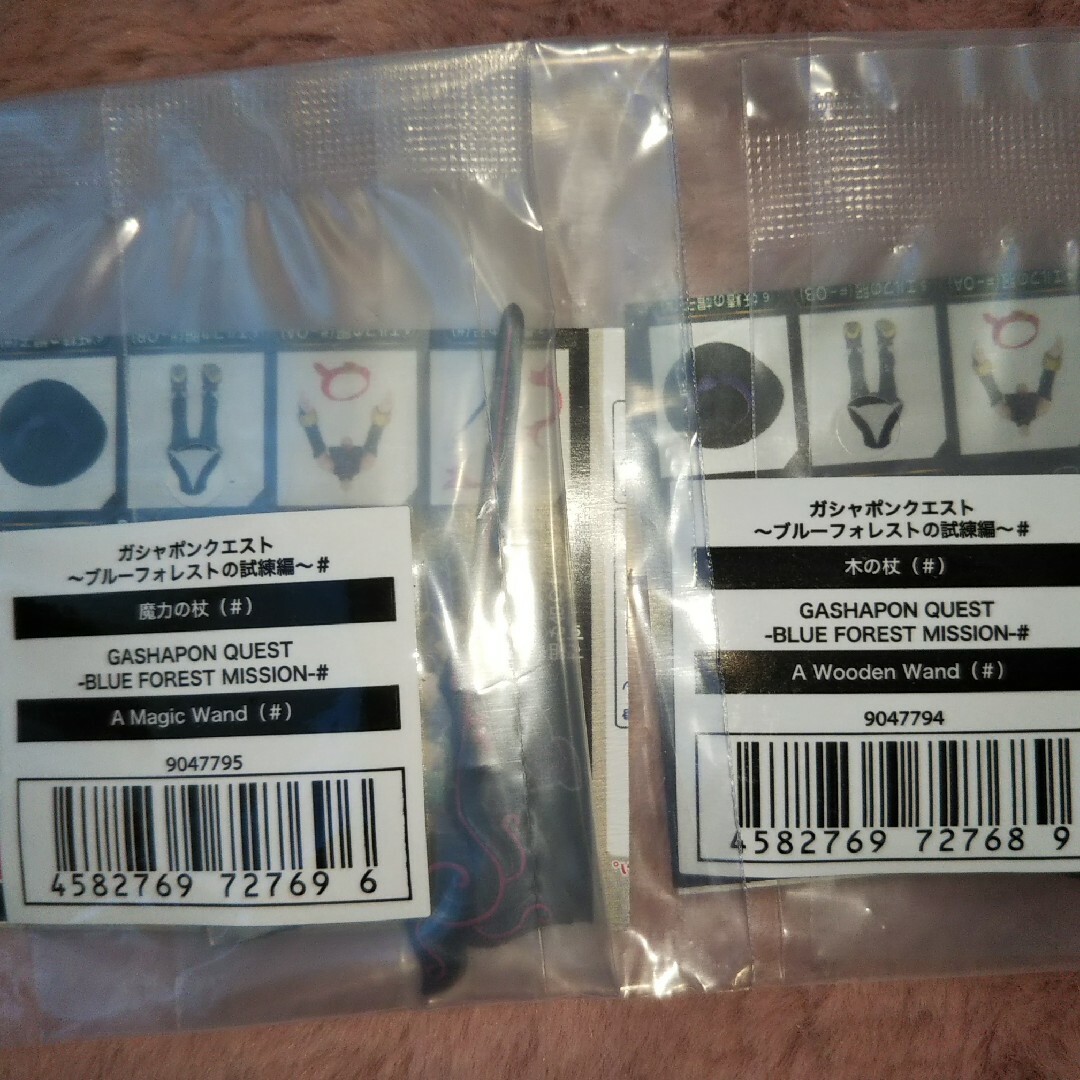 ガシャポンクエスト
～ブルーフォレストの試練編～#
魔力の杖（#）
GASHAPON QUEST
-BLUE FOREST MISSION-#
A Magic Wand（#）
9047795
4582769 72769 6
ガシャポンクエスト
～ブルーフォレストの試練編～#
木の杖（#）
GASHAPON QUEST
-BLUE FOREST MISSION-#
A Wooden Wand（#）
9047794
4582769 72768 9